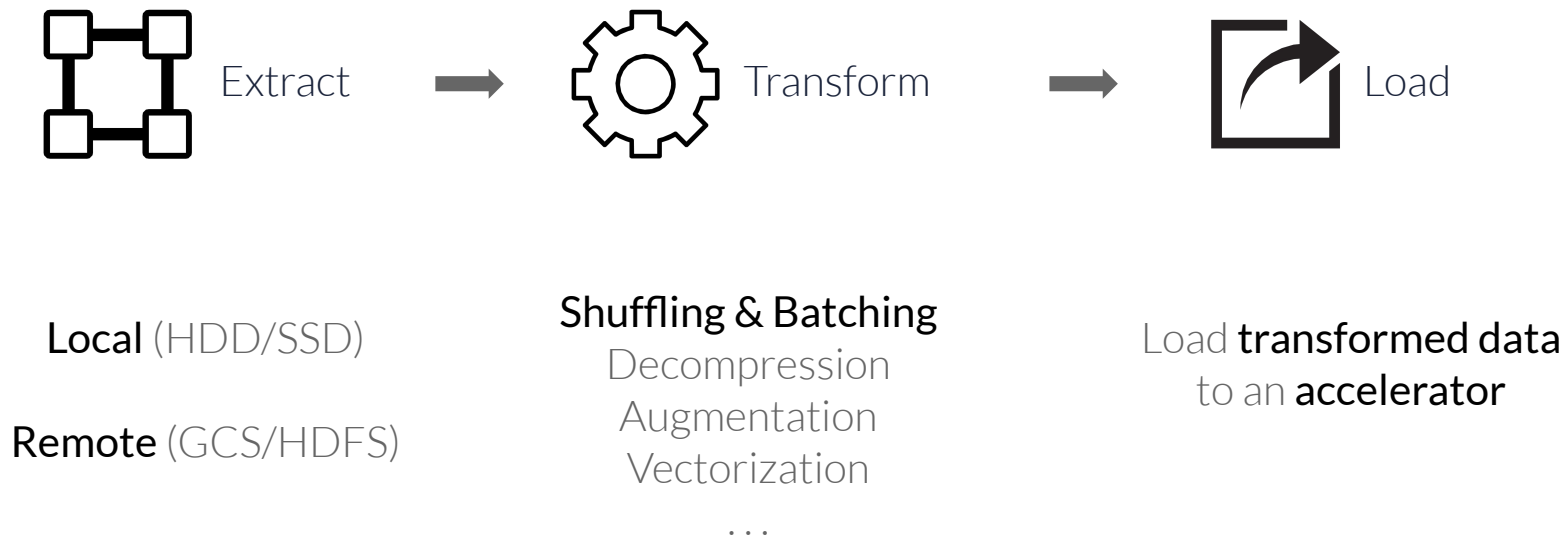 Extract
Transform
Load
Local (HDD/SSD)
Remote (GCS/HDFS)
Shuffling & Batching
Decompression
Augmentation
Vectorization
...
Load transformed data
to an accelerator